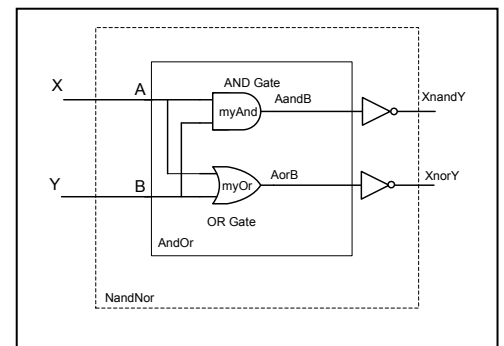 X
A
AND Gate
myAnd
AandB
XnandY
Y
B
myOr
AorB
XnorY
OR Gate
AndOr
NandNor